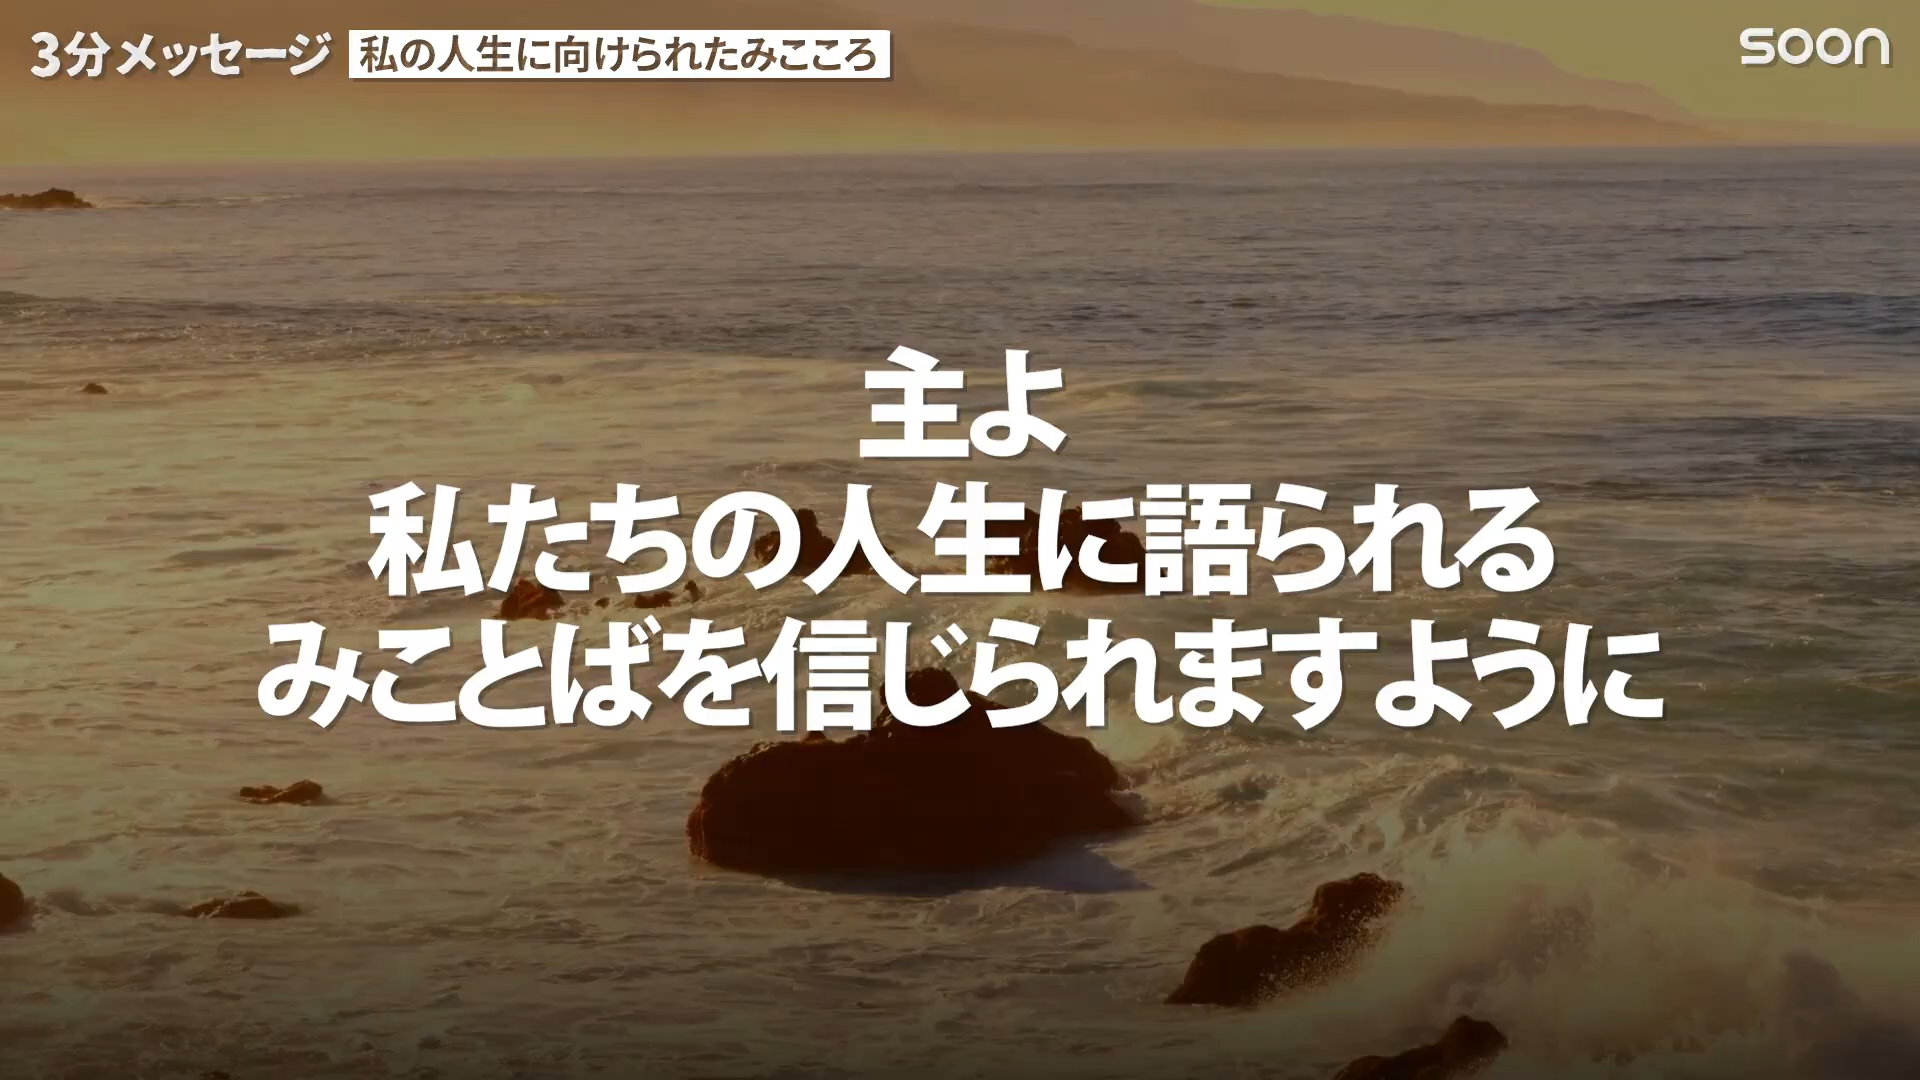 3分メッセージ 私の人生に向けられたみこころ
soon
主よ
私たちの人生に語られる
みことばを信じられますように